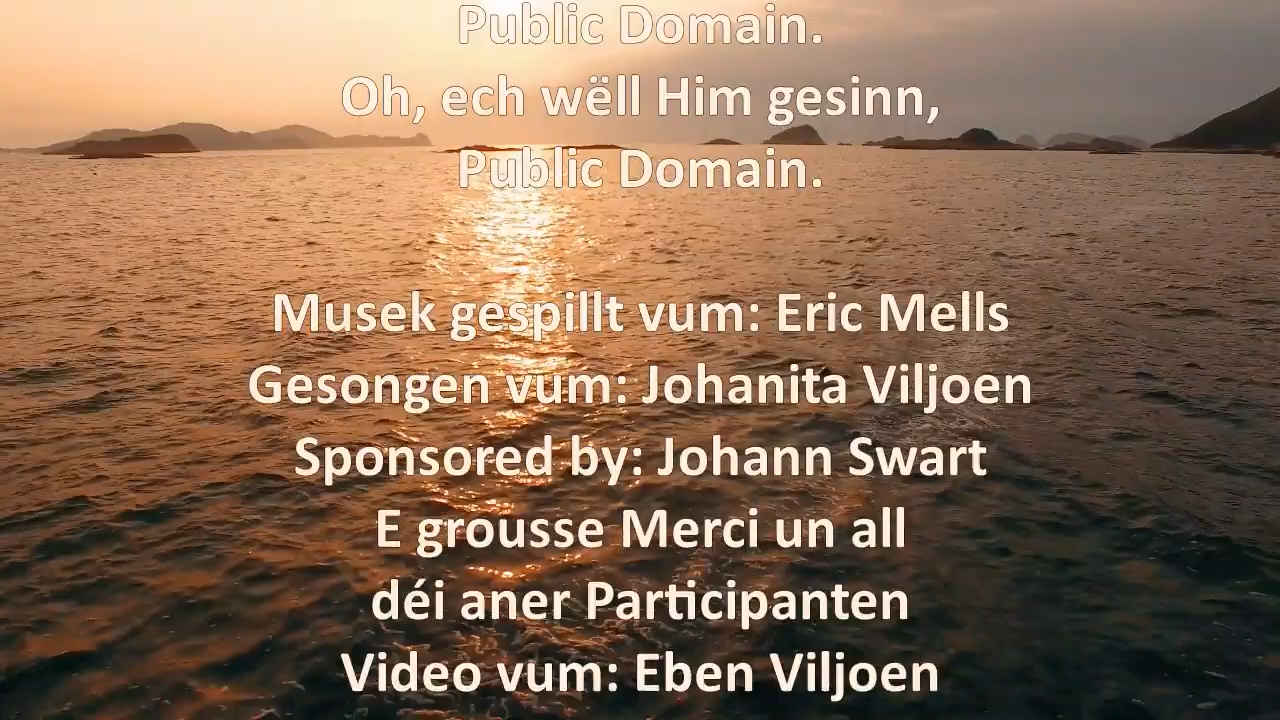 Public Domain.
Oh, ech wëll Him gesinn,
Public Domain.
Musek gespillt vum: Eric Mells
Gesongen vum: Johanita Viljoen
Sponsored by: Johann Swart
E grousse Merci un all
déi aner Participanten
Video vum: Eben Viljoen